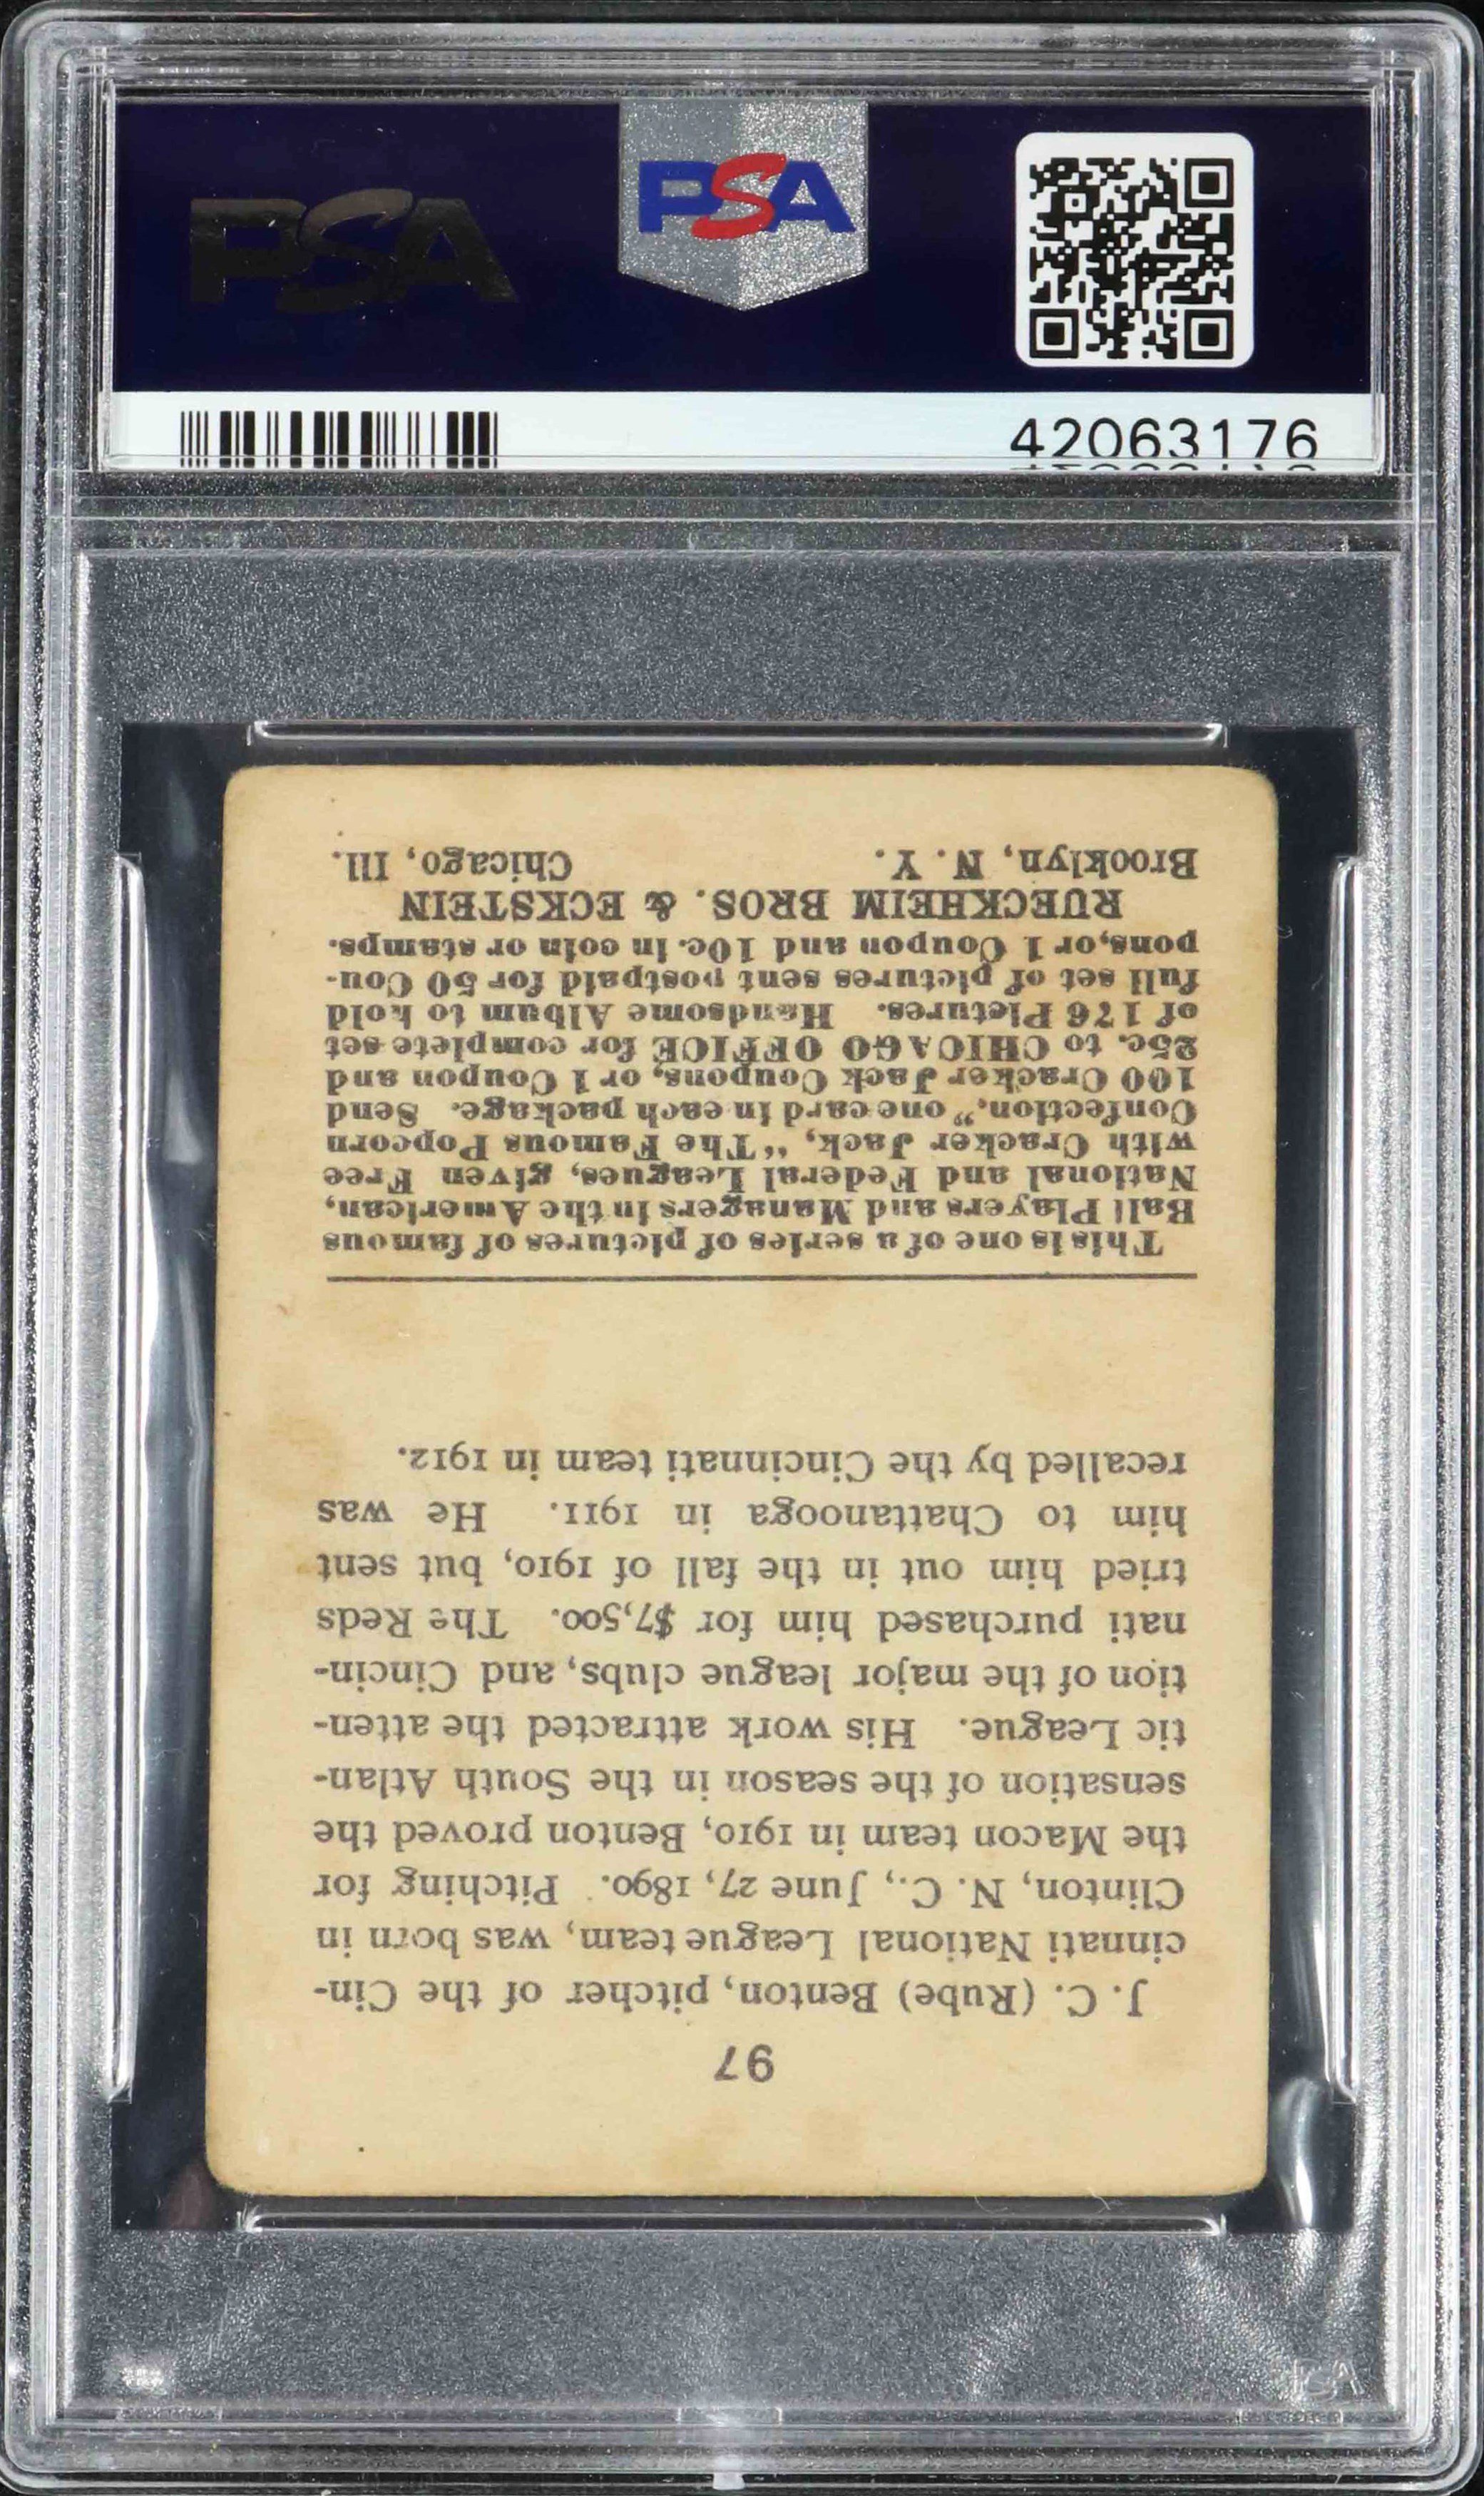 PSA
PSA
42063176
97
J. C. (Rube) Benton, pitcher of the Cin-
cinnati National League team, was born in
Clinton, N. C., June 27, 1890. Pitching for
the Macon team in 1910, Benton proved the
sensation of the season in the South Atlan-
tic League. His work attracted the atten-
tion of the major league clubs, and Cincin-
nati purchased him for $7,500. The Reds
tried him out in the fall of 1910, but sent
him to Chattanooga in 1911. He was
recalled by the Cincinnati team in 1912.
This is one of a series of pictures of famous
Ball Players and Managers in the American,
National and Federal Leagues, given Free
with Cracker Jack, “The Famous Popcorn
Confection,” one card in each package. Send
100 Cracker Jack Coupons, or 1 Coupon and
25c. to CHICAGO OFFICE for complete set
of 176 Pictures. Handsome Album to hold
full set of pictures sent postpaid for 50 Cou-
pons, or 1 Coupon and 10c. in coin or stamps.
RUECKHEIM BROS. & ECKSTEIN
Brooklyn, N. Y. Chicago, Ill.